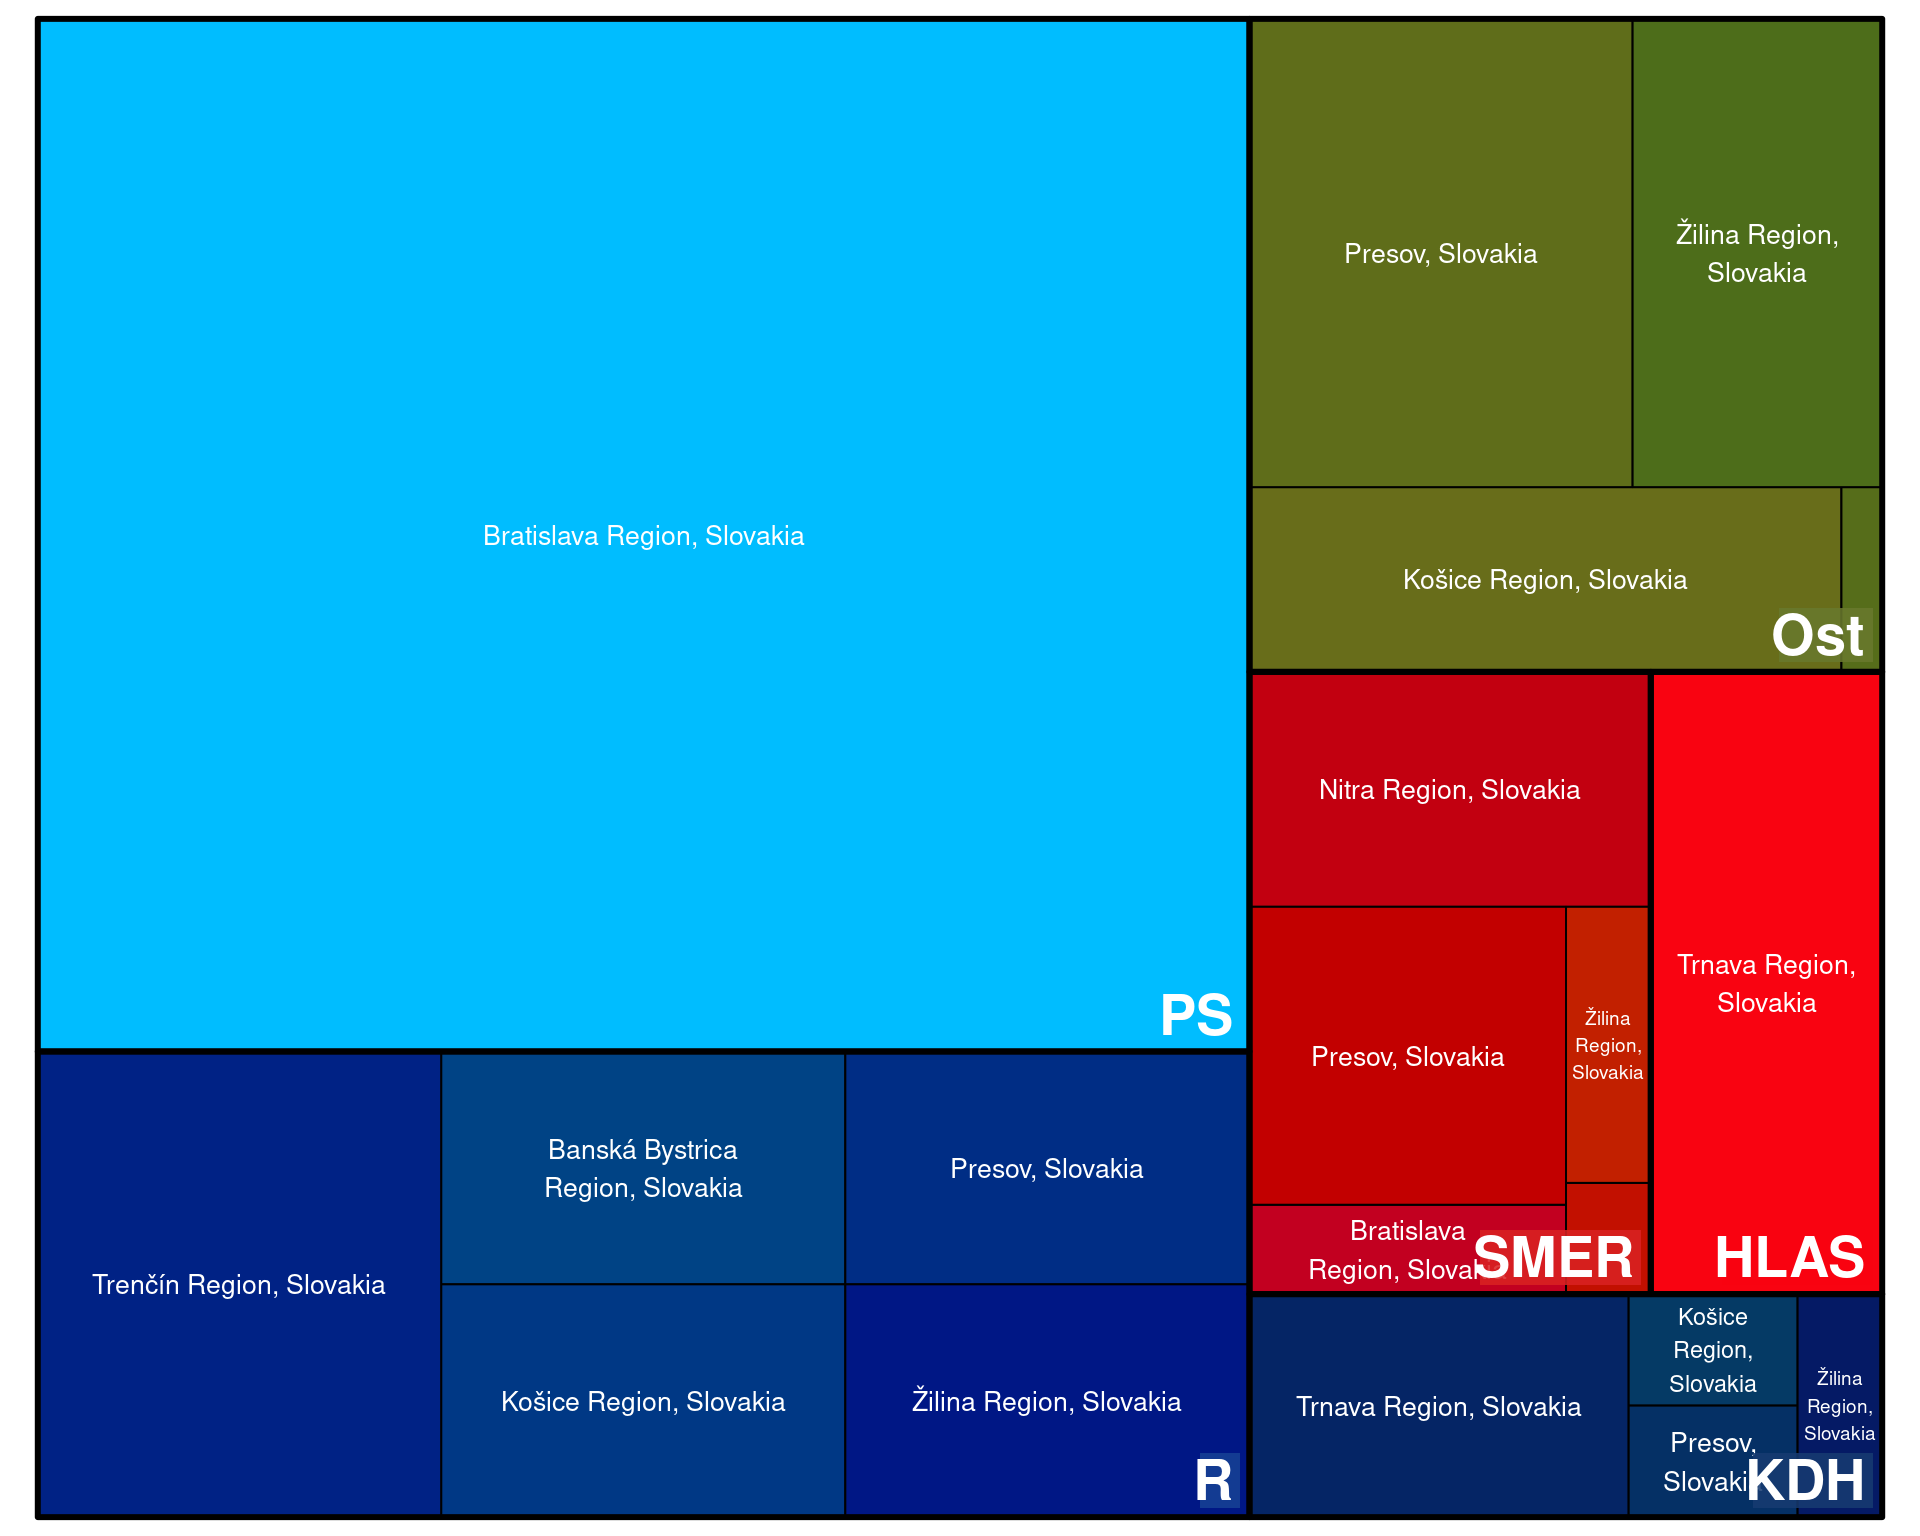 Bratislava Region, Slovakia
PS
Trenčín Region, Slovakia
Banská Bystrica
Region, Slovakia
Presov, Slovakia
Košice Region, Slovakia
Žilina Region, Slovakia
R
Presov, Slovakia
Žilina Region,
Slovakia
Košice Region, Slovakia
Ost
Nitra Region, Slovakia
Presov, Slovakia
Žilina
Region,
Slovakia
Bratislava
Region, Slovakia
SMER
Trnava Region,
Slovakia
HLAS
Trnava Region, Slovakia
Košice
Region,
Slovakia
Presov,
Slovakia
Žilina
Region,
Slovakia
KDH